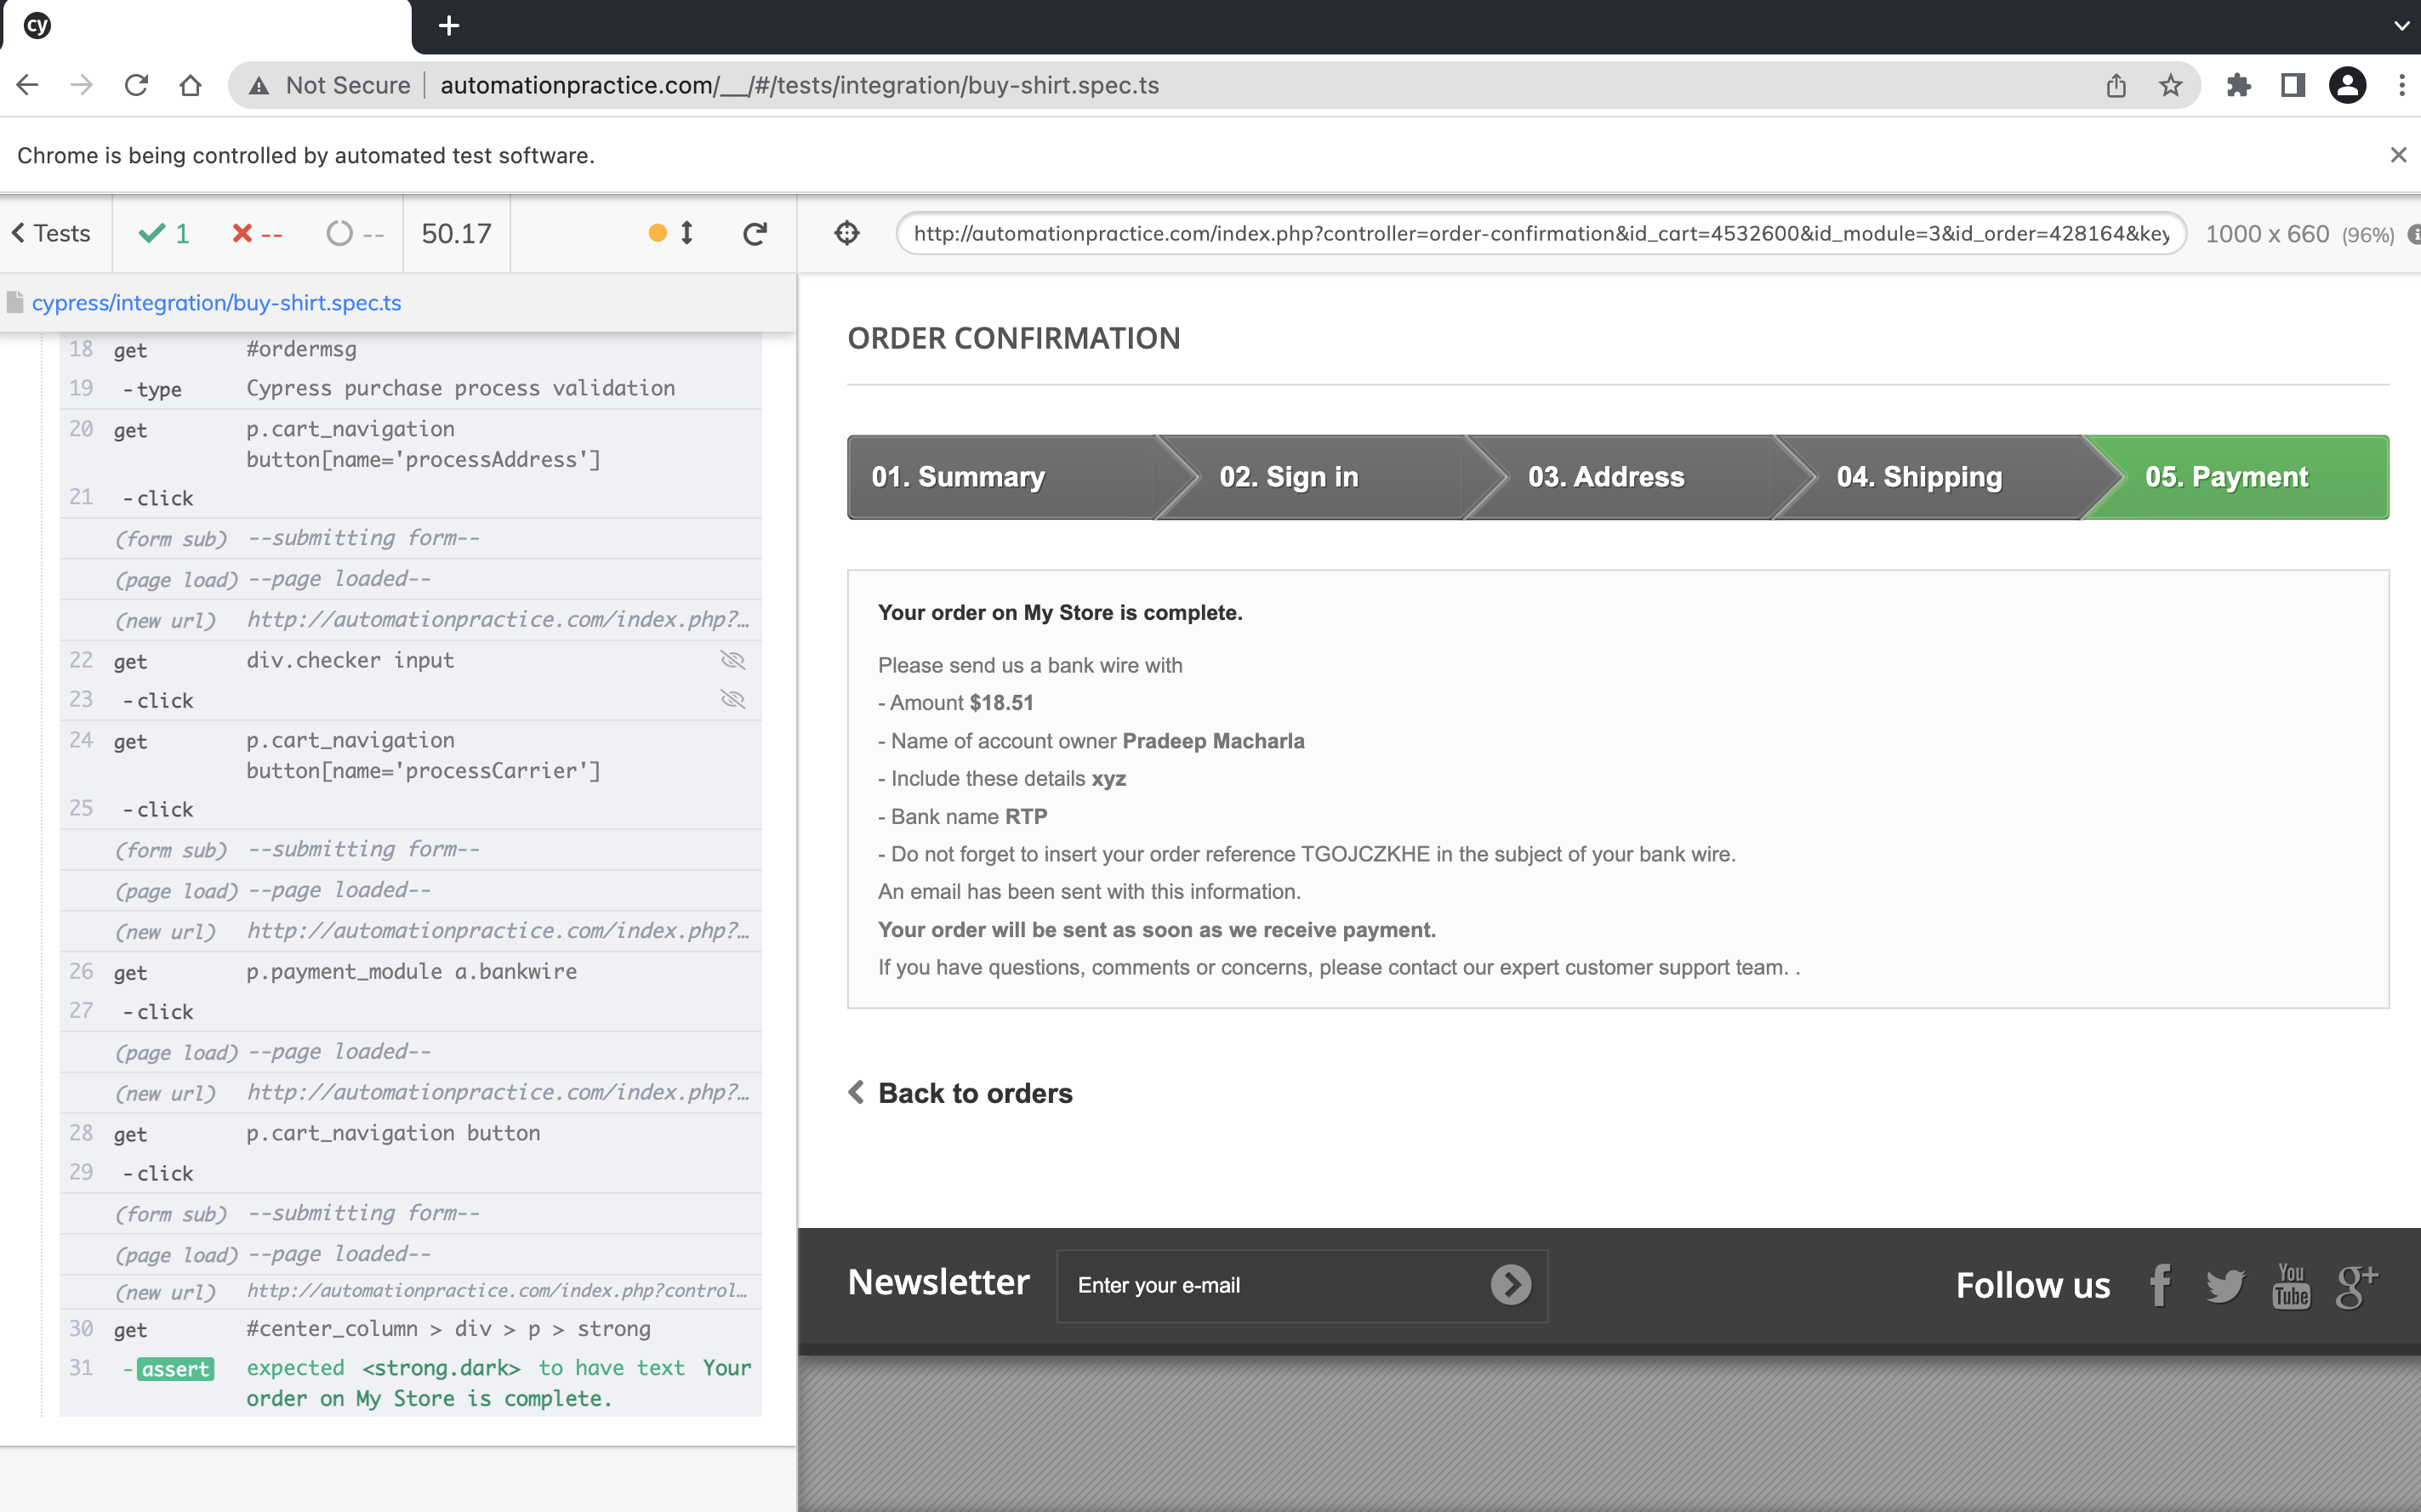 cy
Not Secure automationpractice.com/__/#/tests/integration/buy-shirt.spec.ts
Chrome is being controlled by automated test software.
Tests 1 -- -- 50.17
http://automationpractice.com/index.php?controller=order-confirmation&id_cart=4532600&id_module=3&id_order=428164&key
1000 x 660 (96%)
cypress/integration/buy-shirt.spec.ts
18 get #ordermsg
19 -type Cypress purchase process validation
20 get p.cart_navigation
button[name='processAddress']
21 -click
(form sub) --submitting form--
(page load) --page loaded--
(new url) http://automationpractice.com/index.php?…
22 get div.checker input
23 -click
24 get p.cart_navigation
button[name='processCarrier']
25 -click
(form sub) --submitting form--
(page load) --page loaded--
(new url) http://automationpractice.com/index.php?…
26 get p.payment_module a.bankwire
27 -click
(page load) --page loaded--
(new url) http://automationpractice.com/index.php?…
28 get p.cart_navigation button
29 -click
(form sub) --submitting form--
(page load) --page loaded--
(new url) http://automationpractice.com/index.php?control…
30 get #center_column > div > p > strong
31 -assert expected <strong.dark> to have text Your
order on My Store is complete.
ORDER CONFIRMATION
01. Summary 02. Sign in 03. Address 04. Shipping 05. Payment
Your order on My Store is complete.
Please send us a bank wire with
- Amount $18.51
- Name of account owner Pradeep Macharla
- Include these details xyz
- Bank name RTP
- Do not forget to insert your order reference TGOJCZKHE in the subject of your bank wire.
An email has been sent with this information.
Your order will be sent as soon as we receive payment.
If you have questions, comments or concerns, please contact our expert customer support team. .
Back to orders
Newsletter Enter your e-mail Follow us f You Tube g+